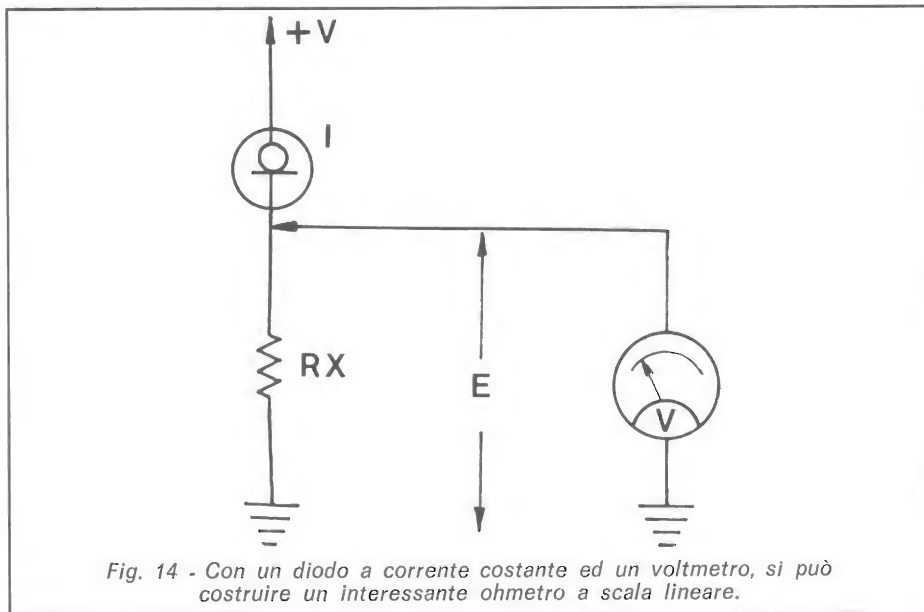 +V
I
RX
E
V
Fig. 14 - Con un diodo a corrente costante ed un voltmetro, si può
costruire un interessante ohmetro a scala lineare.